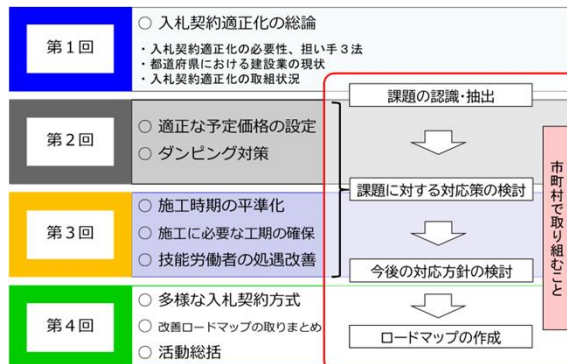 第1回
○ 入札契約適正化の総論
・入札契約適正化の必要性、担い手３法
・都道府県における建設業の現状
・入札契約適正化の取組状況
課題の認識・抽出
第2回
○ 適正な予定価格の設定
○ ダンピング対策
課題に対する対応策の検討
第3回
○ 施工時期の平準化
○ 施工に必要な工期の確保
○ 技能労働者の処遇改善
今後の対応方針の検討
第4回
○ 多様な入札契約方式
○ 改善ロードマップの取りまとめ
○ 活動総括
ロードマップの作成
市町村で取り組むこと